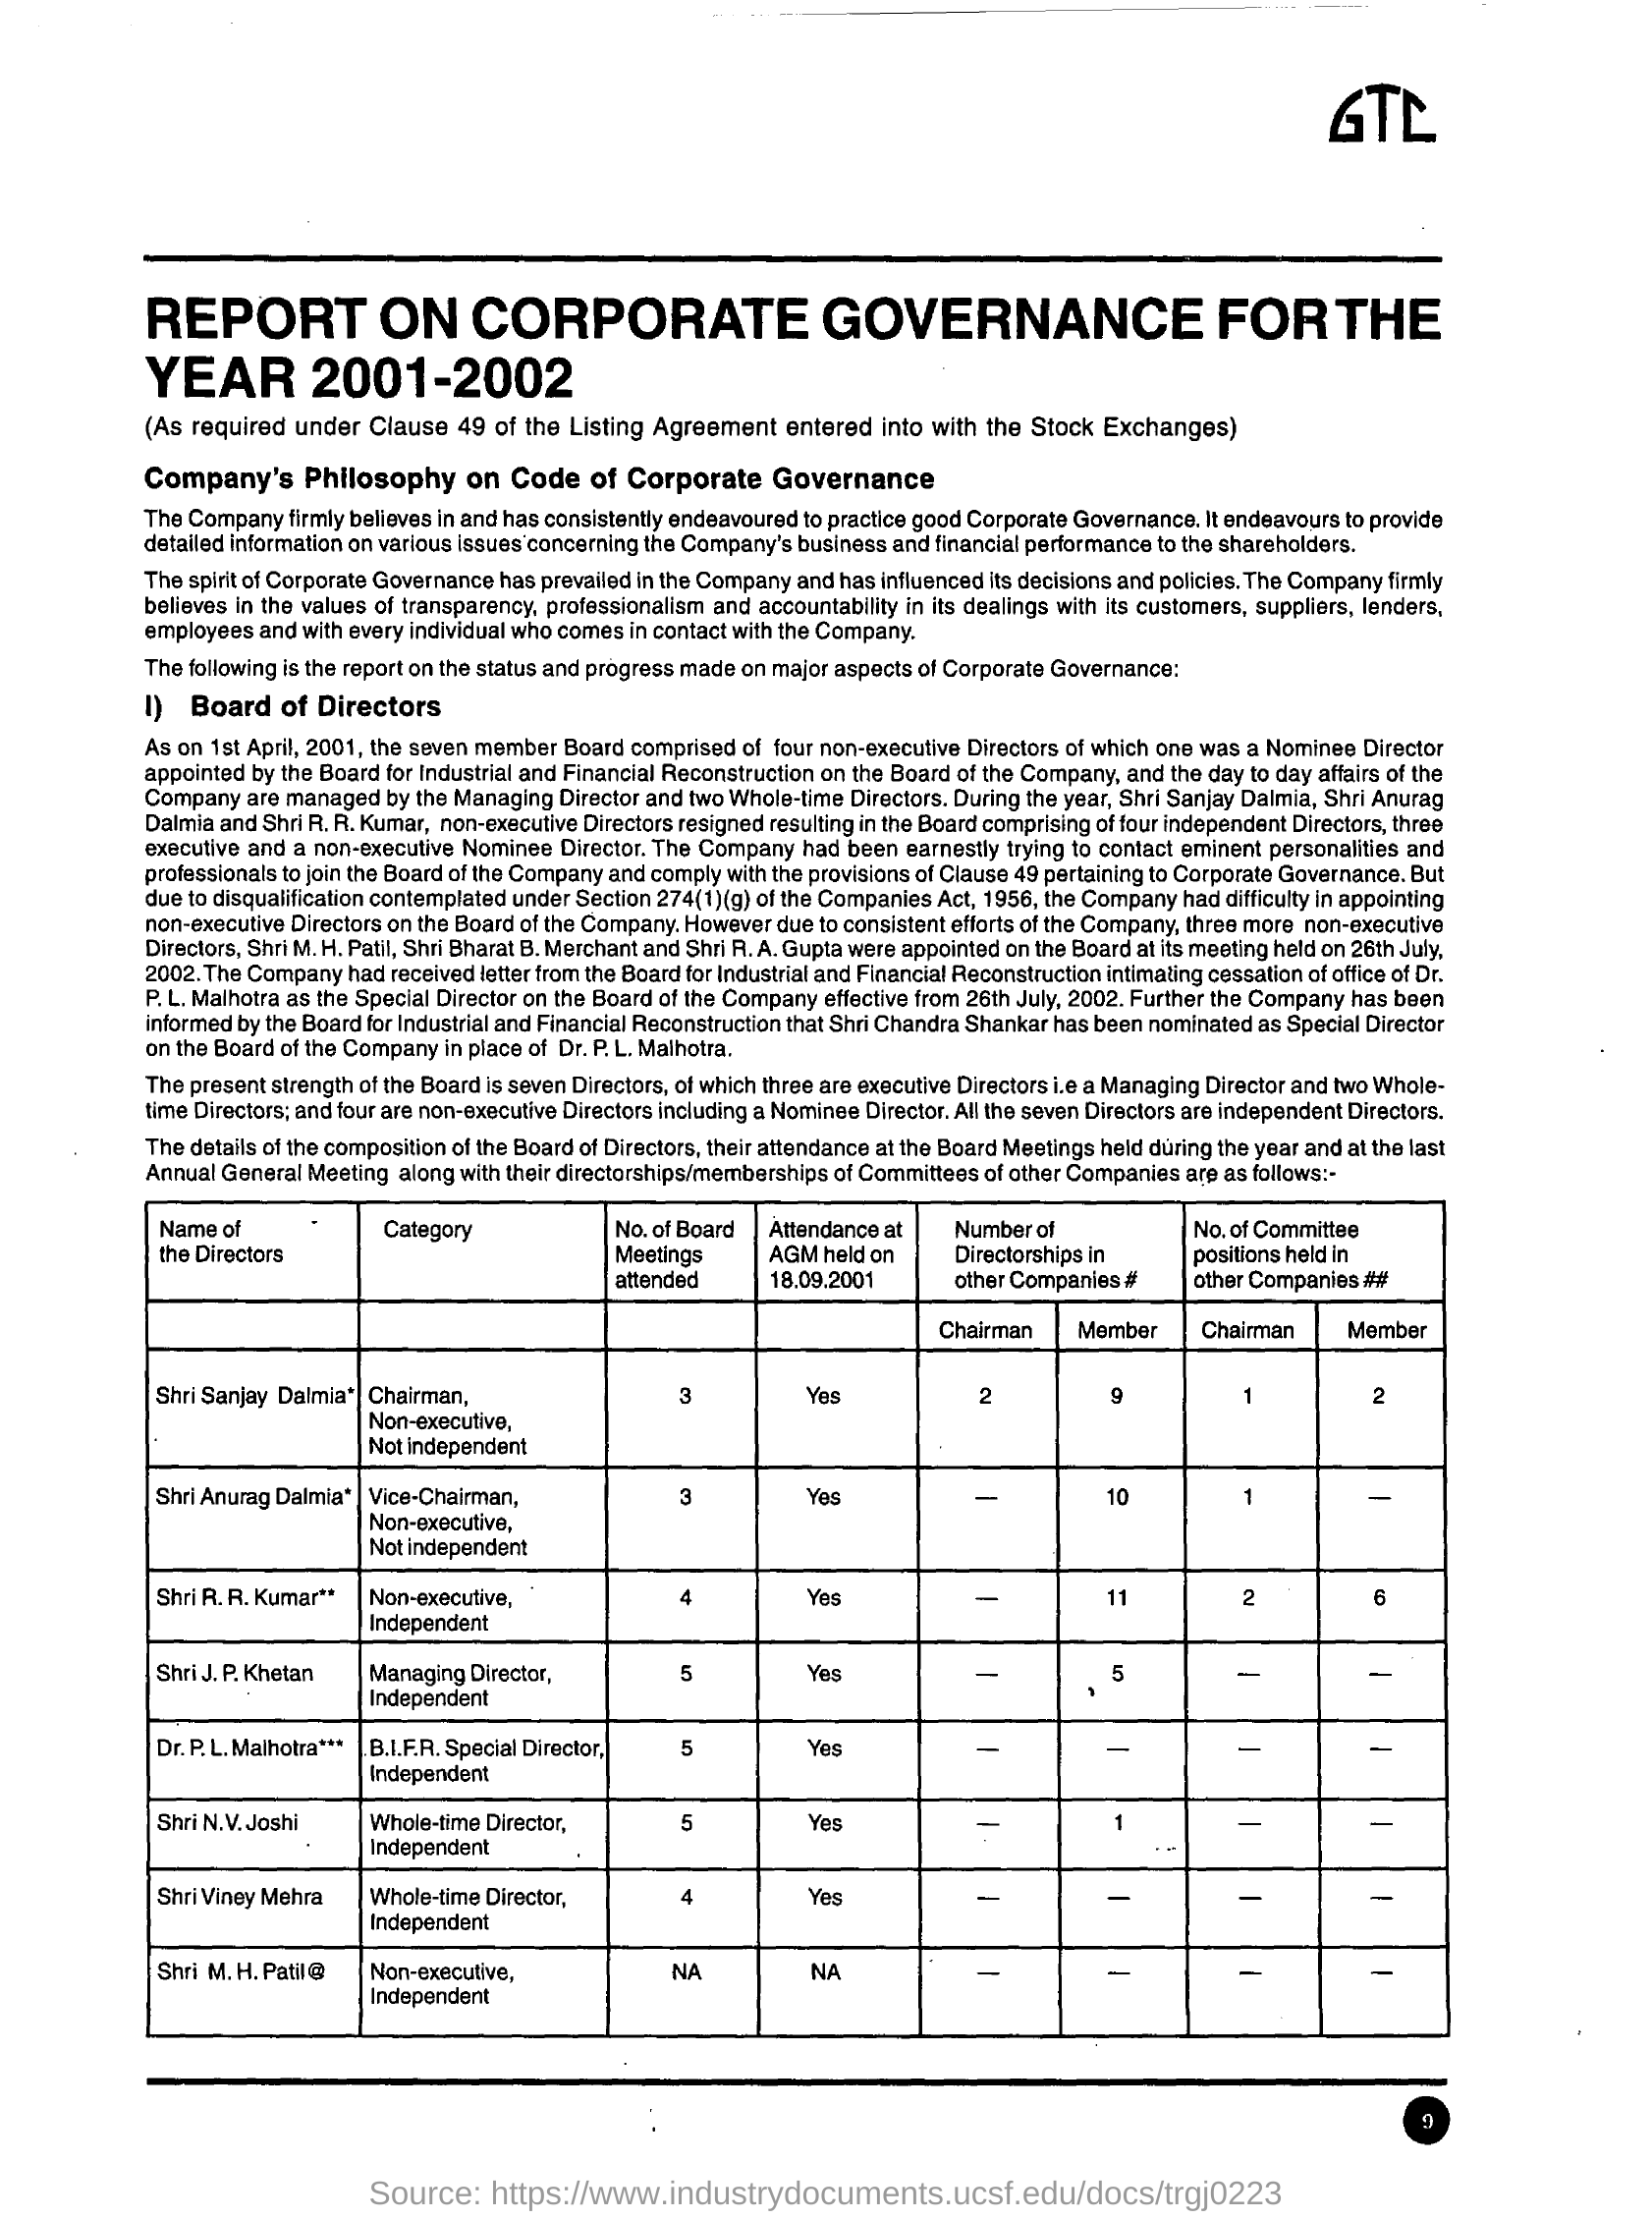 GTC
REPORT ON CORPORATE GOVERNANCE FOR THE
YEAR 2001-2002
(As required under Clause 49 of the Listing Agreement entered into with the Stock Exchanges)
Company's Philosophy on Code of Corporate Governance
The Company firmly believes in and has consistently endeavoured to practice good Corporate Governance. It endeavours to provide
detailed information on various issues concerning the Company's business and financial performance to the shareholders.
The spirit of Corporate Governance has prevailed in the Company and has influenced its decisions and policies. The Company firmly
believes in the values of transparency, professionalism and accountability in its dealings with its customers, suppliers, lenders,
employees and with every individual who comes in contact with the Company.
The following is the report on the status and progress made on major aspects of Corporate Governance:
I) Board of Directors
As on 1st April, 2001, the seven member Board comprised of four non-executive Directors of which one was a Nominee Director
appointed by the Board for Industrial and Financial Reconstruction on the Board of the Company, and the day to day affairs of the
Company are managed by the Managing Director and two Whole-time Directors. During the year, Shri Sanjay Dalmia, Shri Anurag
Dalmia and Shri R. R. Kumar, non-executive Directors resigned resulting in the Board comprising of four independent Directors, three
executive and a non-executive Nominee Director. The Company had been earnestly trying to contact eminent personalities and
professionals to join the Board of the Company and comply with the provisions of Clause 49 pertaining to Corporate Governance. But
due to disqualification contemplated under Section 274(1)(g) of the Companies Act, 1956, the Company had difficulty in appointing
non-executive Directors on the Board of the Company. However due to consistent efforts of the Company, three more non-executive
Directors, Shri M. H. Patil, Shri Bharat B. Merchant and Shri R. A. Gupta were appointed on the Board at its meeting held on 26th July,
2002. The Company had received letter from the Board for Industrial and Financial Reconstruction intimating cessation of office of Dr.
P. L. Malhotra as the Special Director on the Board of the Company effective from 26th July, 2002. Further the Company has been
informed by the Board for Industrial and Financial Reconstruction that Shri Chandra Shankar has been nominated as Special Director
on the Board of the Company in place of Dr. P. L. Malhotra.
The present strength of the Board is seven Directors, of which three are executive Directors i.e a Managing Director and two Whole-
time Directors; and four are non-executive Directors including a Nominee Director. All the seven Directors are independent Directors.
The details of the composition of the Board of Directors, their attendance at the Board Meetings held during the year and at the last
Annual General Meeting along with their directorships/memberships of Committees of other Companies are as follows:-
Name of Category No. of Board Attendance at Number of No. of Committee
the Directors Meetings AGM held on Directorships in positions held in
attended 18.09.2001 other Companies # other Companies ##
Chairman Member Chairman Member
Shri Sanjay Dalmia* Chairman, 3 Yes 2 9 1 2
Non-executive,
Not independent
Shri Anurag Dalmia* Vice-Chairman, 3 Yes — 10 1 —
Non-executive,
Not independent
Shri R. R. Kumar** Non-executive, 4 Yes — 11 2 6
Independent
Shri J. P. Khetan Managing Director, 5 Yes — 5 — —
Independent
Dr. P. L. Malhotra*** B.I.F.R. Special Director, 5 Yes — — — —
Independent
Shri N.V. Joshi Whole-time Director, 5 Yes — 1 — —
Independent
Shri Viney Mehra Whole-time Director, 4 Yes — — — —
Independent
Shri M. H. Patil@ Non-executive, NA NA — — — —
Independent
9
Source: https://www.industrydocuments.ucsf.edu/docs/trgj0223